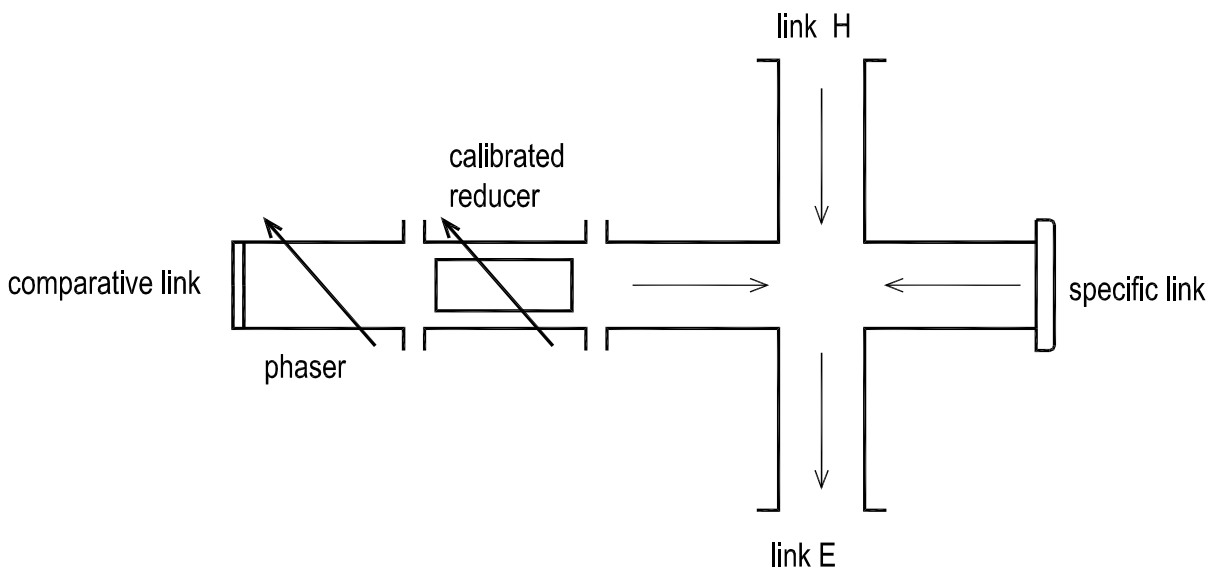 link H
calibrated
reducer
comparative link
specific link
phaser
link E